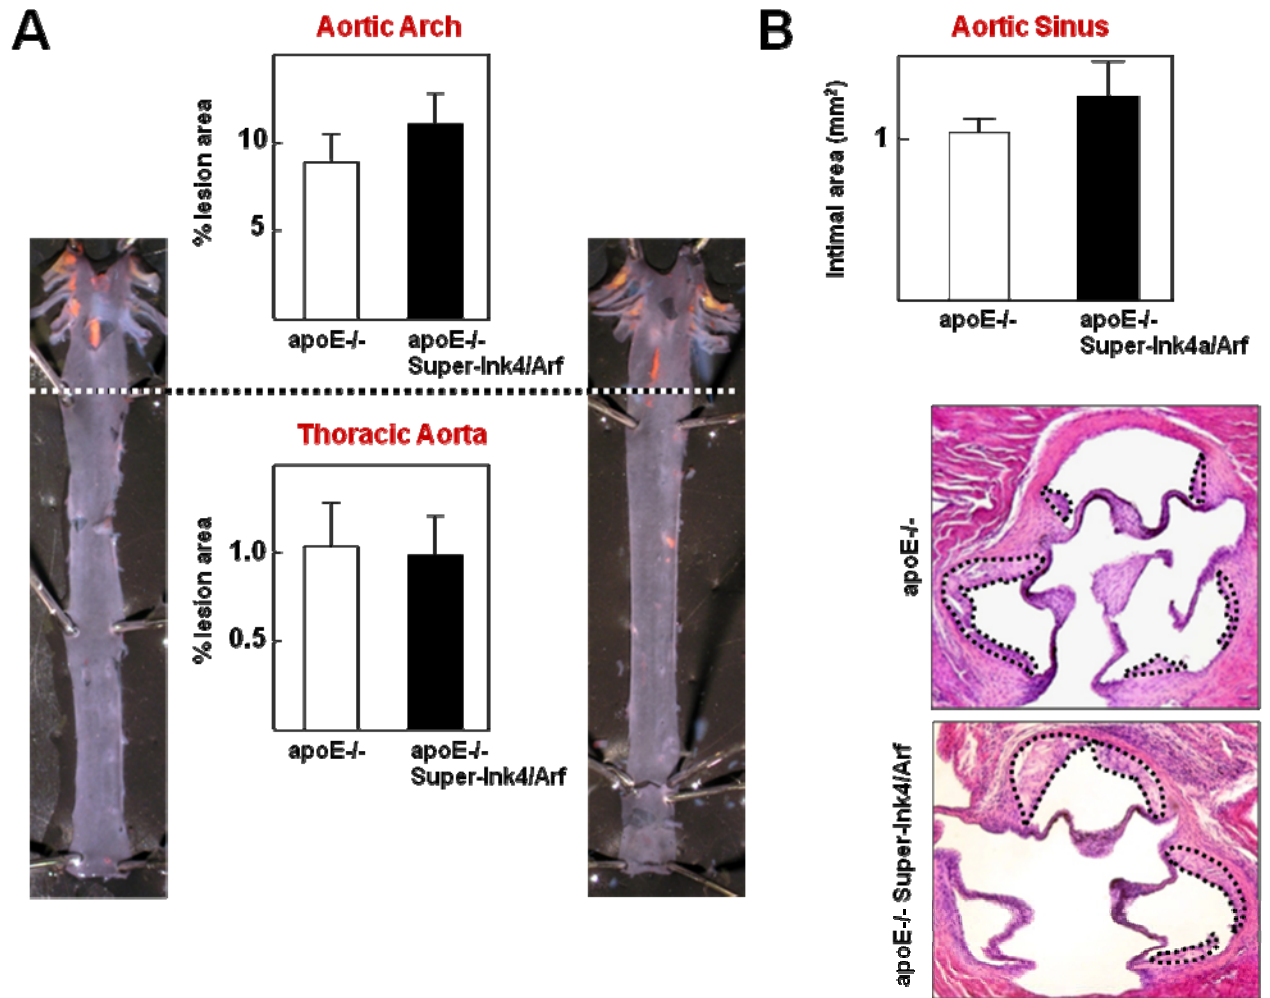 A
Aortic Arch
% lesion area
10
5
apoE-/-
apoE-/-
Super-Ink4/Arf
Thoracic Aorta
% lesion area
1.0
0.5
apoE-/-
apoE-/-
Super-Ink4/Arf
B
Aortic Sinus
Intimal area (mm²)
1
apoE-/-
apoE-/-
Super-Ink4a/Arf
apoE-/-
apoE-/- Super-Ink4/Arf